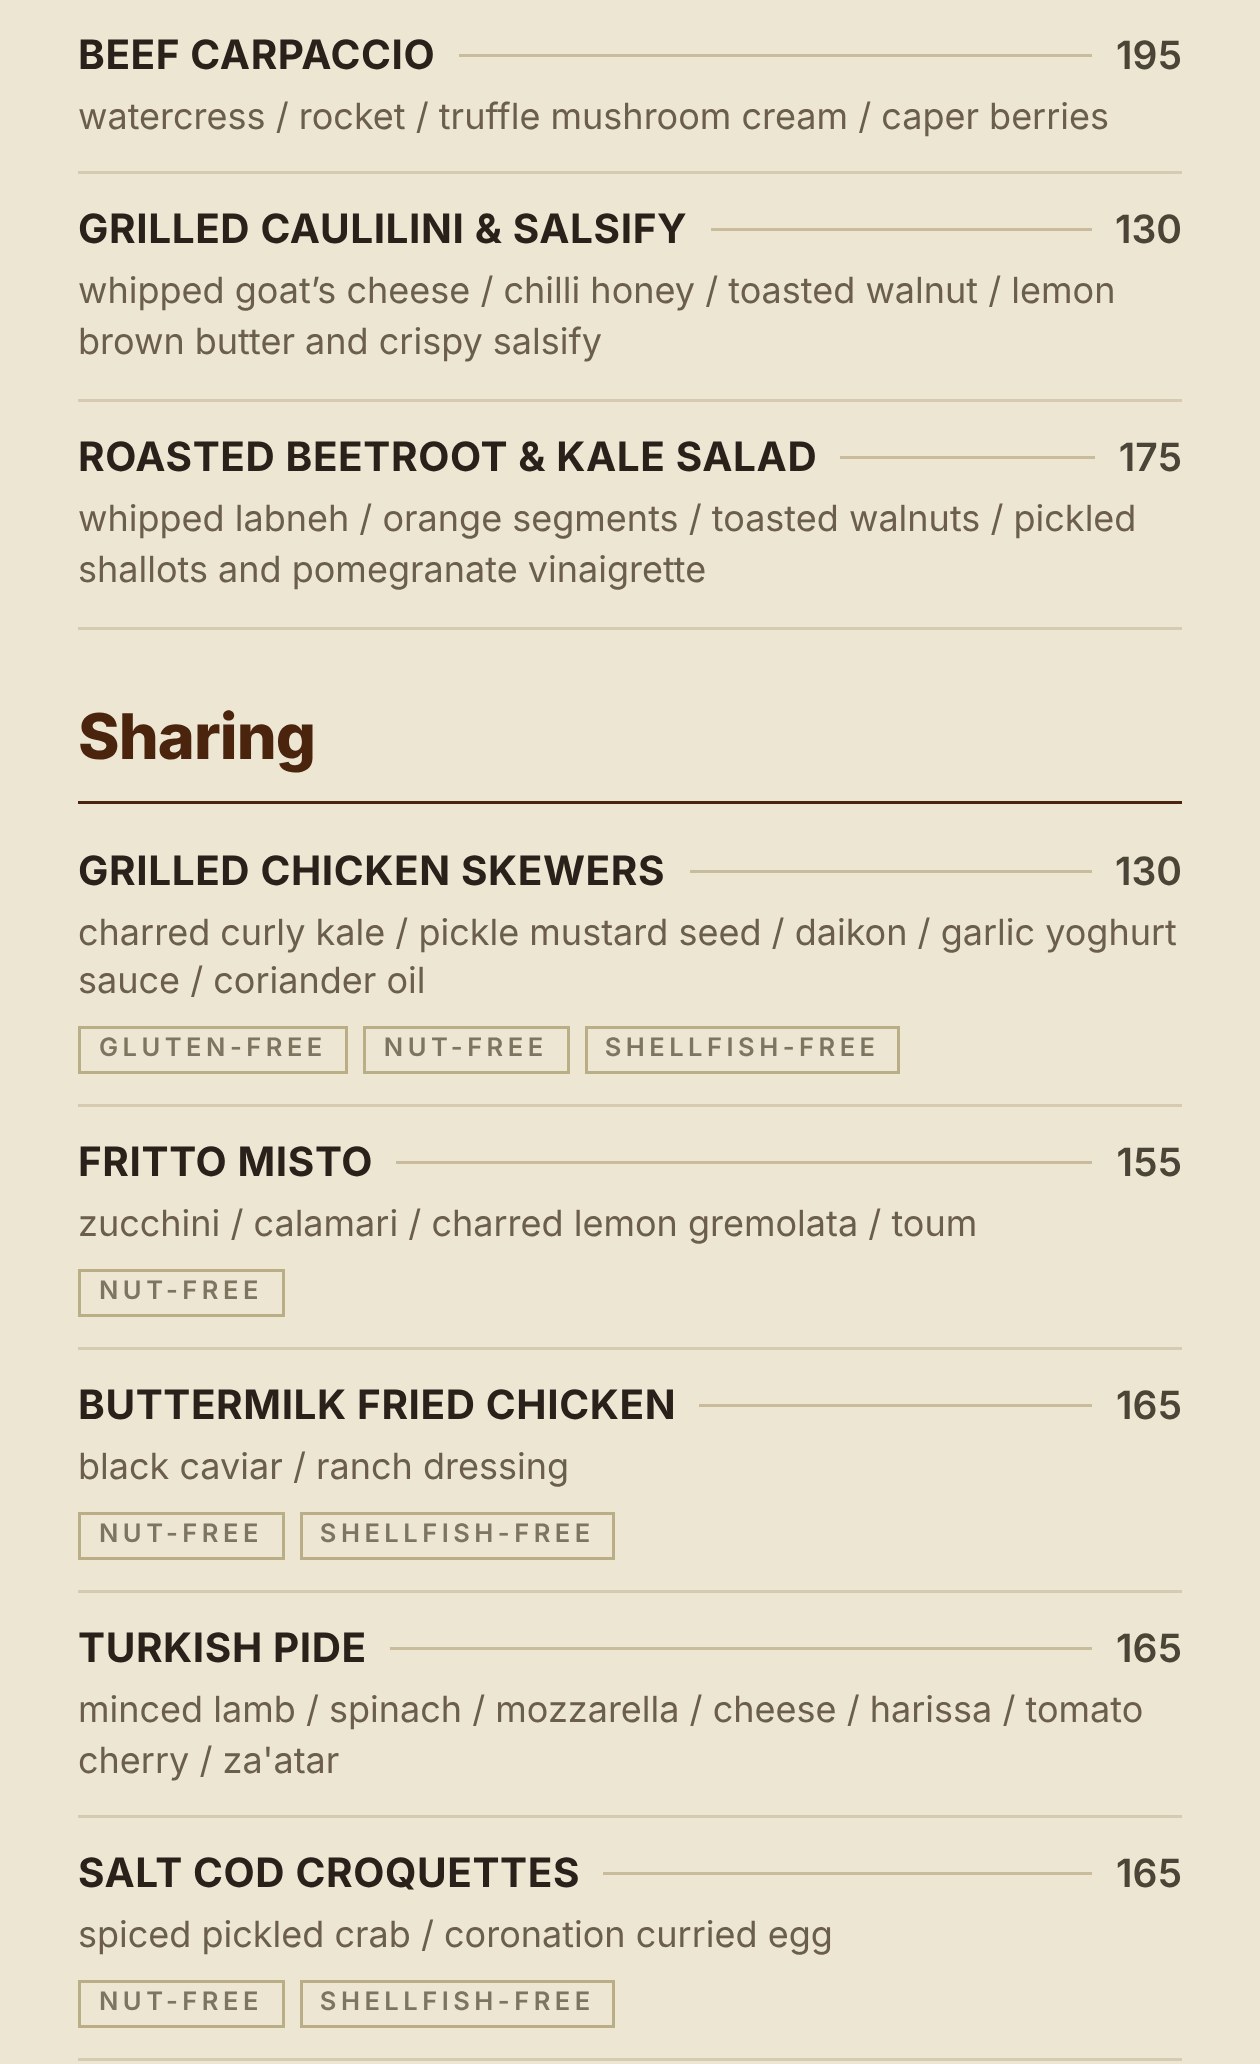 BEEF CARPACCIO 195
watercress / rocket / truffle mushroom cream / caper berries
GRILLED CAULILINI & SALSIFY 130
whipped goat’s cheese / chilli honey / toasted walnut / lemon
brown butter and crispy salsify
ROASTED BEETROOT & KALE SALAD 175
whipped labneh / orange segments / toasted walnuts / pickled
shallots and pomegranate vinaigrette
Sharing
GRILLED CHICKEN SKEWERS 130
charred curly kale / pickle mustard seed / daikon / garlic yoghurt
sauce / coriander oil
GLUTEN-FREE NUT-FREE SHELLFISH-FREE
FRITTO MISTO 155
zucchini / calamari / charred lemon gremolata / toum
NUT-FREE
BUTTERMILK FRIED CHICKEN 165
black caviar / ranch dressing
NUT-FREE SHELLFISH-FREE
TURKISH PIDE 165
minced lamb / spinach / mozzarella / cheese / harissa / tomato
cherry / za'atar
SALT COD CROQUETTES 165
spiced pickled crab / coronation curried egg
NUT-FREE SHELLFISH-FREE